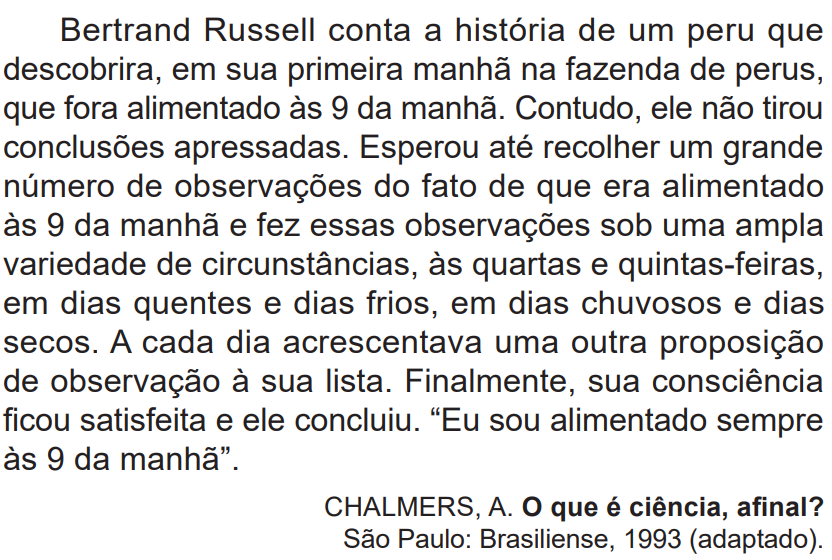 Bertrand Russell conta a história de um peru que
descobrira, em sua primeira manhã na fazenda de perus,
que fora alimentado às 9 da manhã. Contudo, ele não tirou
conclusões apressadas. Esperou até recolher um grande
número de observações do fato de que era alimentado
às 9 da manhã e fez essas observações sob uma ampla
variedade de circunstâncias, às quartas e quintas-feiras,
em dias quentes e dias frios, em dias chuvosos e dias
secos. A cada dia acrescentava uma outra proposição
de observação à sua lista. Finalmente, sua consciência
ficou satisfeita e ele concluiu. “Eu sou alimentado sempre
às 9 da manhã”.
CHALMERS, A. O que é ciência, afinal?
São Paulo: Brasiliense, 1993 (adaptado).